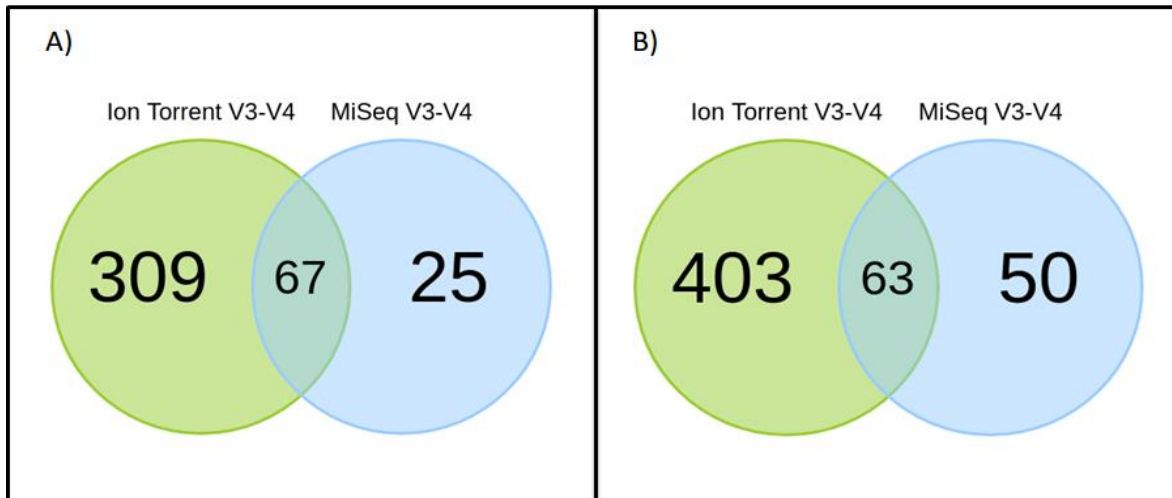 A)
Ion Torrent V3-V4 MiSeq V3-V4
309 67 25
B)
Ion Torrent V3-V4 MiSeq V3-V4
403 63 50